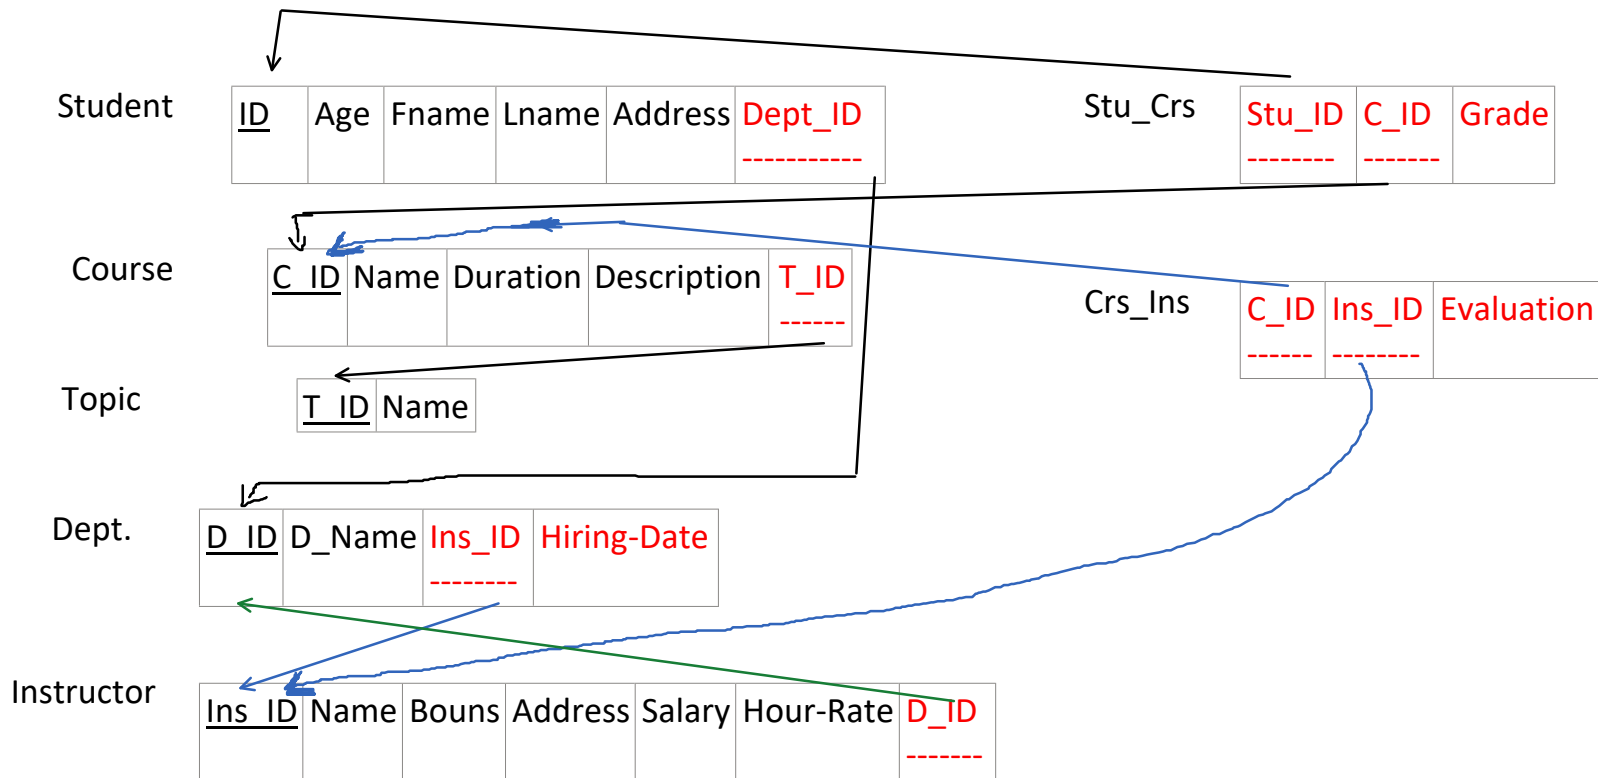 Student
ID Age Fname Lname Address Dept_ID
-----------
Stu_Crs
Stu_ID C_ID Grade
-------- -------
Course
C_ID Name Duration Description T_ID
------
Crs_Ins
C_ID Ins_ID Evaluation
------ --------
Topic
T_ID Name
Dept.
D_ID D_Name Ins_ID Hiring-Date
--------
Instructor
Ins_ID Name Bouns Address Salary Hour-Rate D_ID
-------